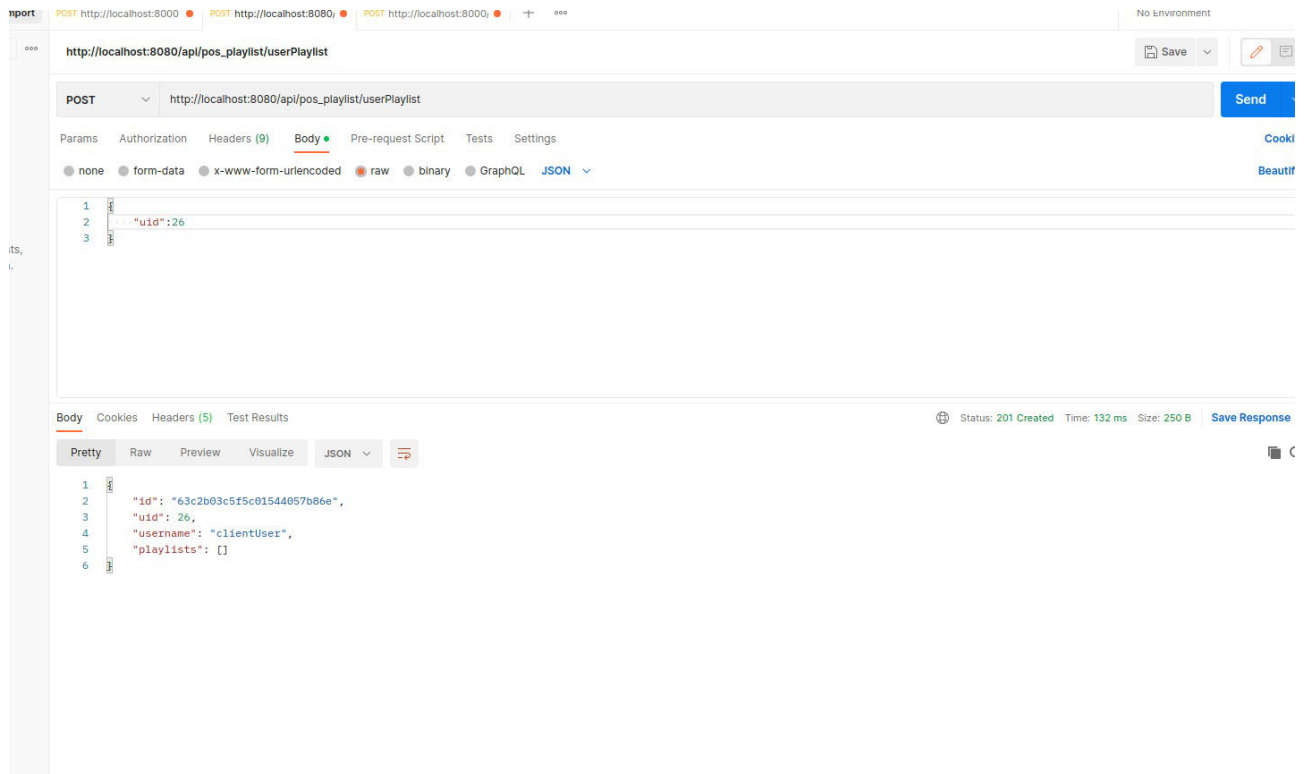 mport POST http://localhost:8000 POST http://localhost:8080/ POST http://localhost:8000/ + ooo No Environment
ooo http://localhost:8080/api/pos_playlist/userPlaylist Save
POST http://localhost:8080/api/pos_playlist/userPlaylist Send
Params Authorization Headers (9) Body Pre-request Script Tests Settings Cooki
none form-data x-www-form-urlencoded raw binary GraphQL JSON Beautif
1 {
2 "uid":26
3 }
sts,
Body Cookies Headers (5) Test Results Status: 201 Created Time: 132 ms Size: 250 B Save Response
Pretty Raw Preview Visualize JSON
1 {
2 "id": "63c2b03c5f5c01544057b86e",
3 "uid": 26,
4 "username": "clientUser",
5 "playlists": []
6 }